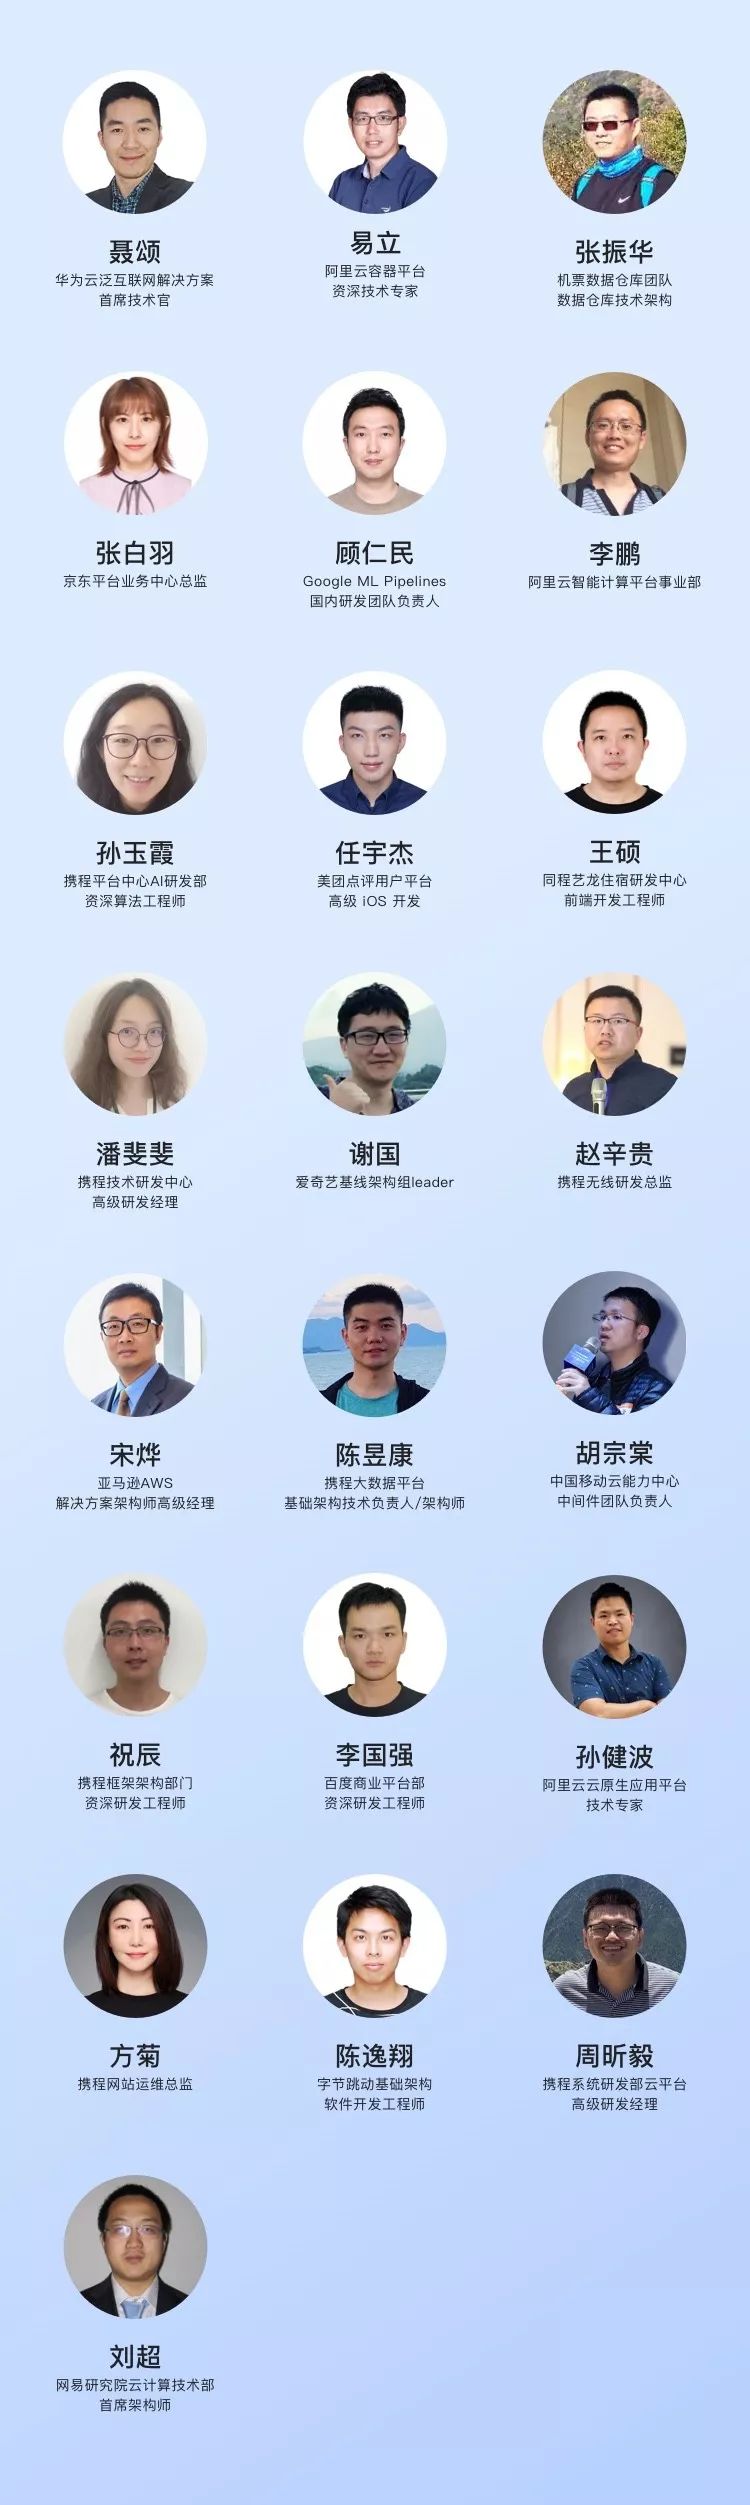 聂颂
华为云泛互联网解决方案
首席技术官
易立
阿里云容器平台
资深技术专家
张振华
机票数据仓库团队
数据仓库技术架构
张白羽
京东平台业务中心总监
顾仁民
Google ML Pipelines
国内研发团队负责人
李鹏
阿里云智能计算平台事业部
孙玉霞
携程平台中心AI研发部
资深算法工程师
任宇杰
美团点评用户平台
高级 iOS 开发
王硕
同程艺龙住宿研发中心
前端开发工程师
潘斐斐
携程技术研发中心
高级研发经理
谢国
爱奇艺基线架构组leader
赵辛贵
携程无线研发总监
宋烨
亚马逊AWS
解决方案架构师高级经理
陈昱康
携程大数据平台
基础架构技术负责人/架构师
胡宗棠
中国移动云能力中心
中间件团队负责人
祝辰
携程框架架构部门
资深研发工程师
李国强
百度商业平台部
资深研发工程师
孙健波
阿里云云原生应用平台
技术专家
方菊
携程网站运维总监
陈逸翔
字节跳动基础架构
软件开发工程师
周昕毅
携程系统研发部云平台
高级研发经理
刘超
网易研究院云计算技术部
首席架构师